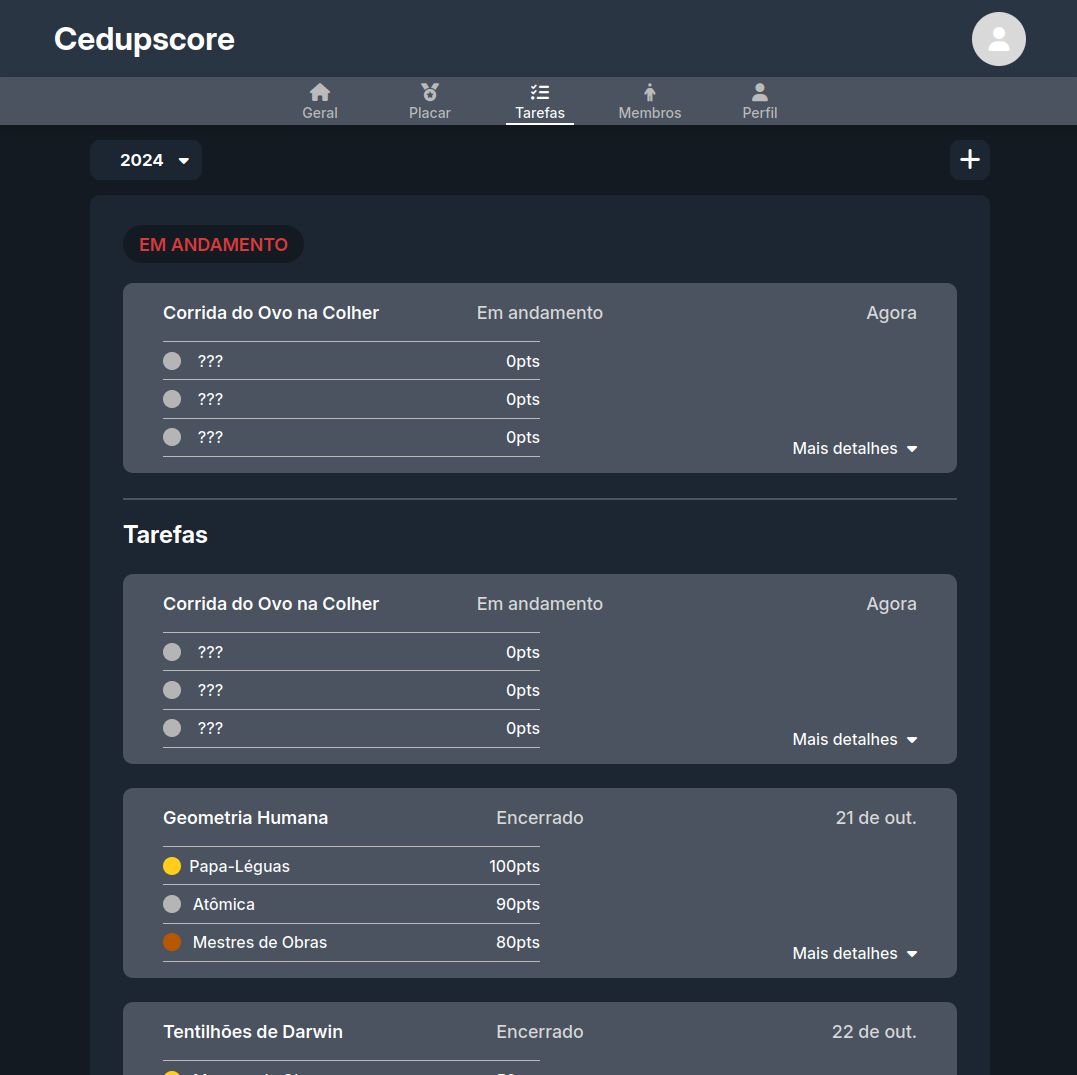 Cedupscore
Geral Placar Tarefas Membros Perfil
2024
EM ANDAMENTO
Corrida do Ovo na Colher Em andamento Agora
??? 0pts
??? 0pts
??? 0pts
Mais detalhes
Tarefas
Corrida do Ovo na Colher Em andamento Agora
??? 0pts
??? 0pts
??? 0pts
Mais detalhes
Geometria Humana Encerrado 21 de out.
Papa-Léguas 100pts
Atômica 90pts
Mestres de Obras 80pts
Mais detalhes
Tentilhões de Darwin Encerrado 22 de out.